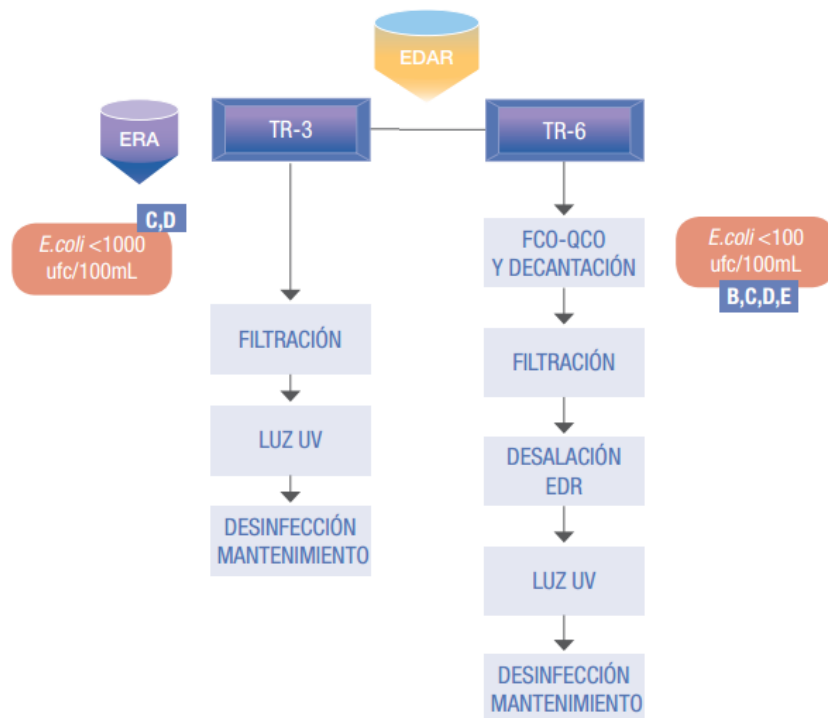 EDAR
ERA
TR-3
TR-6
C,D
E.coli <1000
ufc/100mL
FCO-QCO
Y DECANTACIÓN
E.coli <100
ufc/100mL
B,C,D,E
FILTRACIÓN
FILTRACIÓN
LUZ UV
DESALACIÓN
EDR
DESINFECCIÓN
MANTENIMIENTO
LUZ UV
DESINFECCIÓN
MANTENIMIENTO